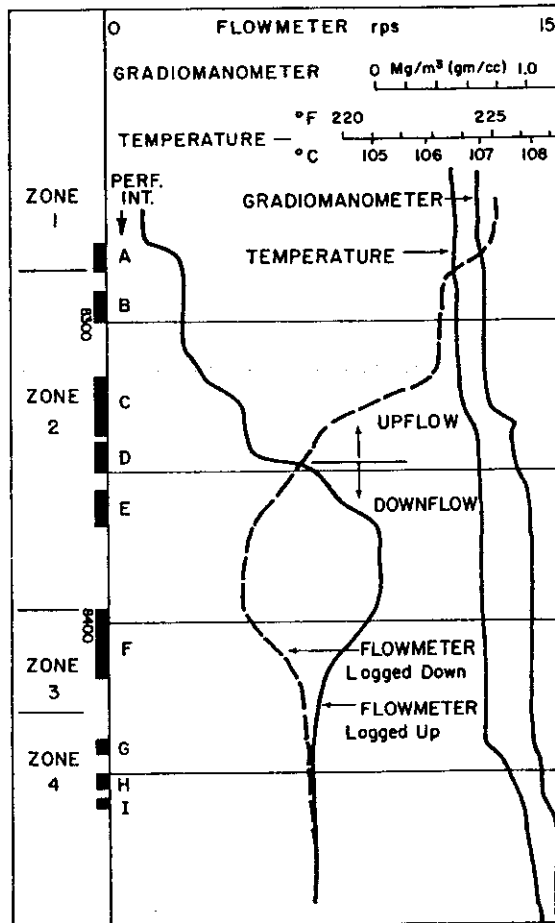 0 FLOWMETER rps 15
GRADIOMANOMETER 0 Mg/m³ (gm/cc) 1.0
°F 220 225
TEMPERATURE
°C 105 106 107 108
PERF.
INT.
ZONE
1
GRADIOMANOMETER
TEMPERATURE
A
B
8300
ZONE
2
C
UPFLOW
D
DOWNFLOW
E
8400
F
FLOWMETER
Logged Down
ZONE
3
FLOWMETER
Logged Up
G
ZONE
4
H
I